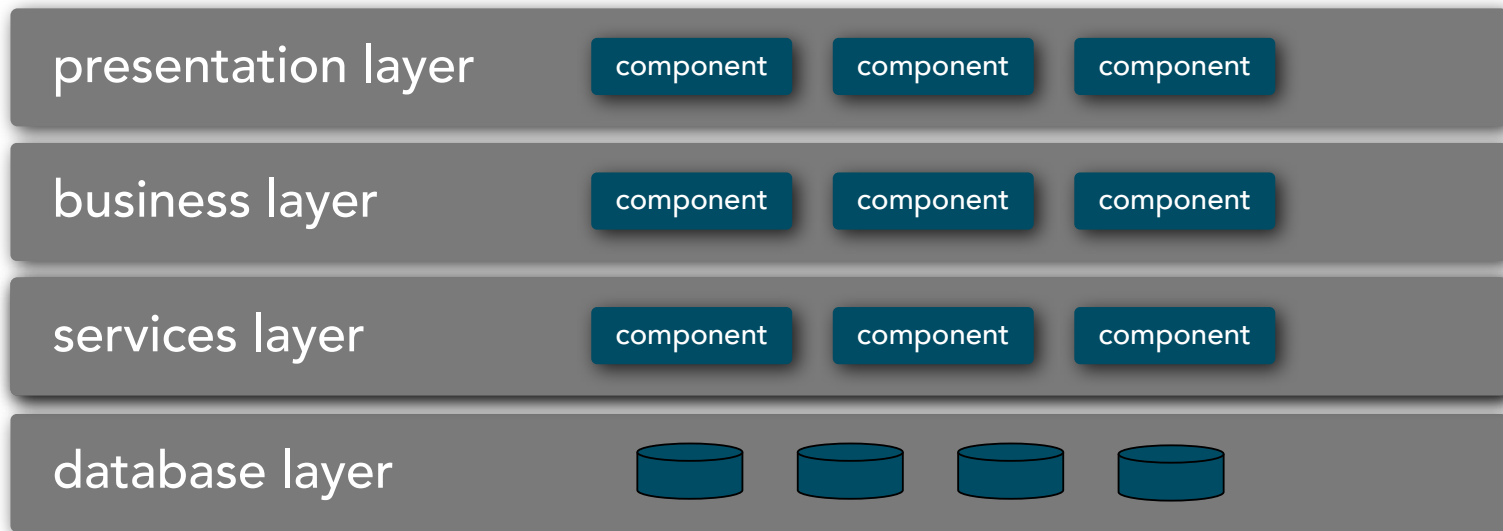 presentation layer component component component
business layer component component component
services layer component component component
database layer